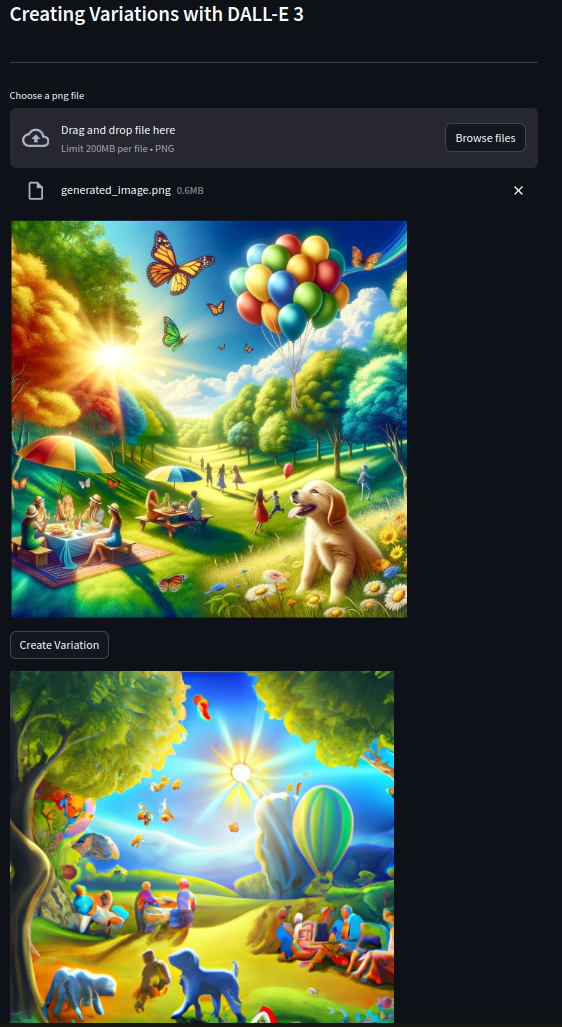 Creating Variations with DALL-E 3
Choose a png file
Drag and drop file here
Limit 200MB per file • PNG
Browse files
generated_image.png 0.6MB
Create Variation